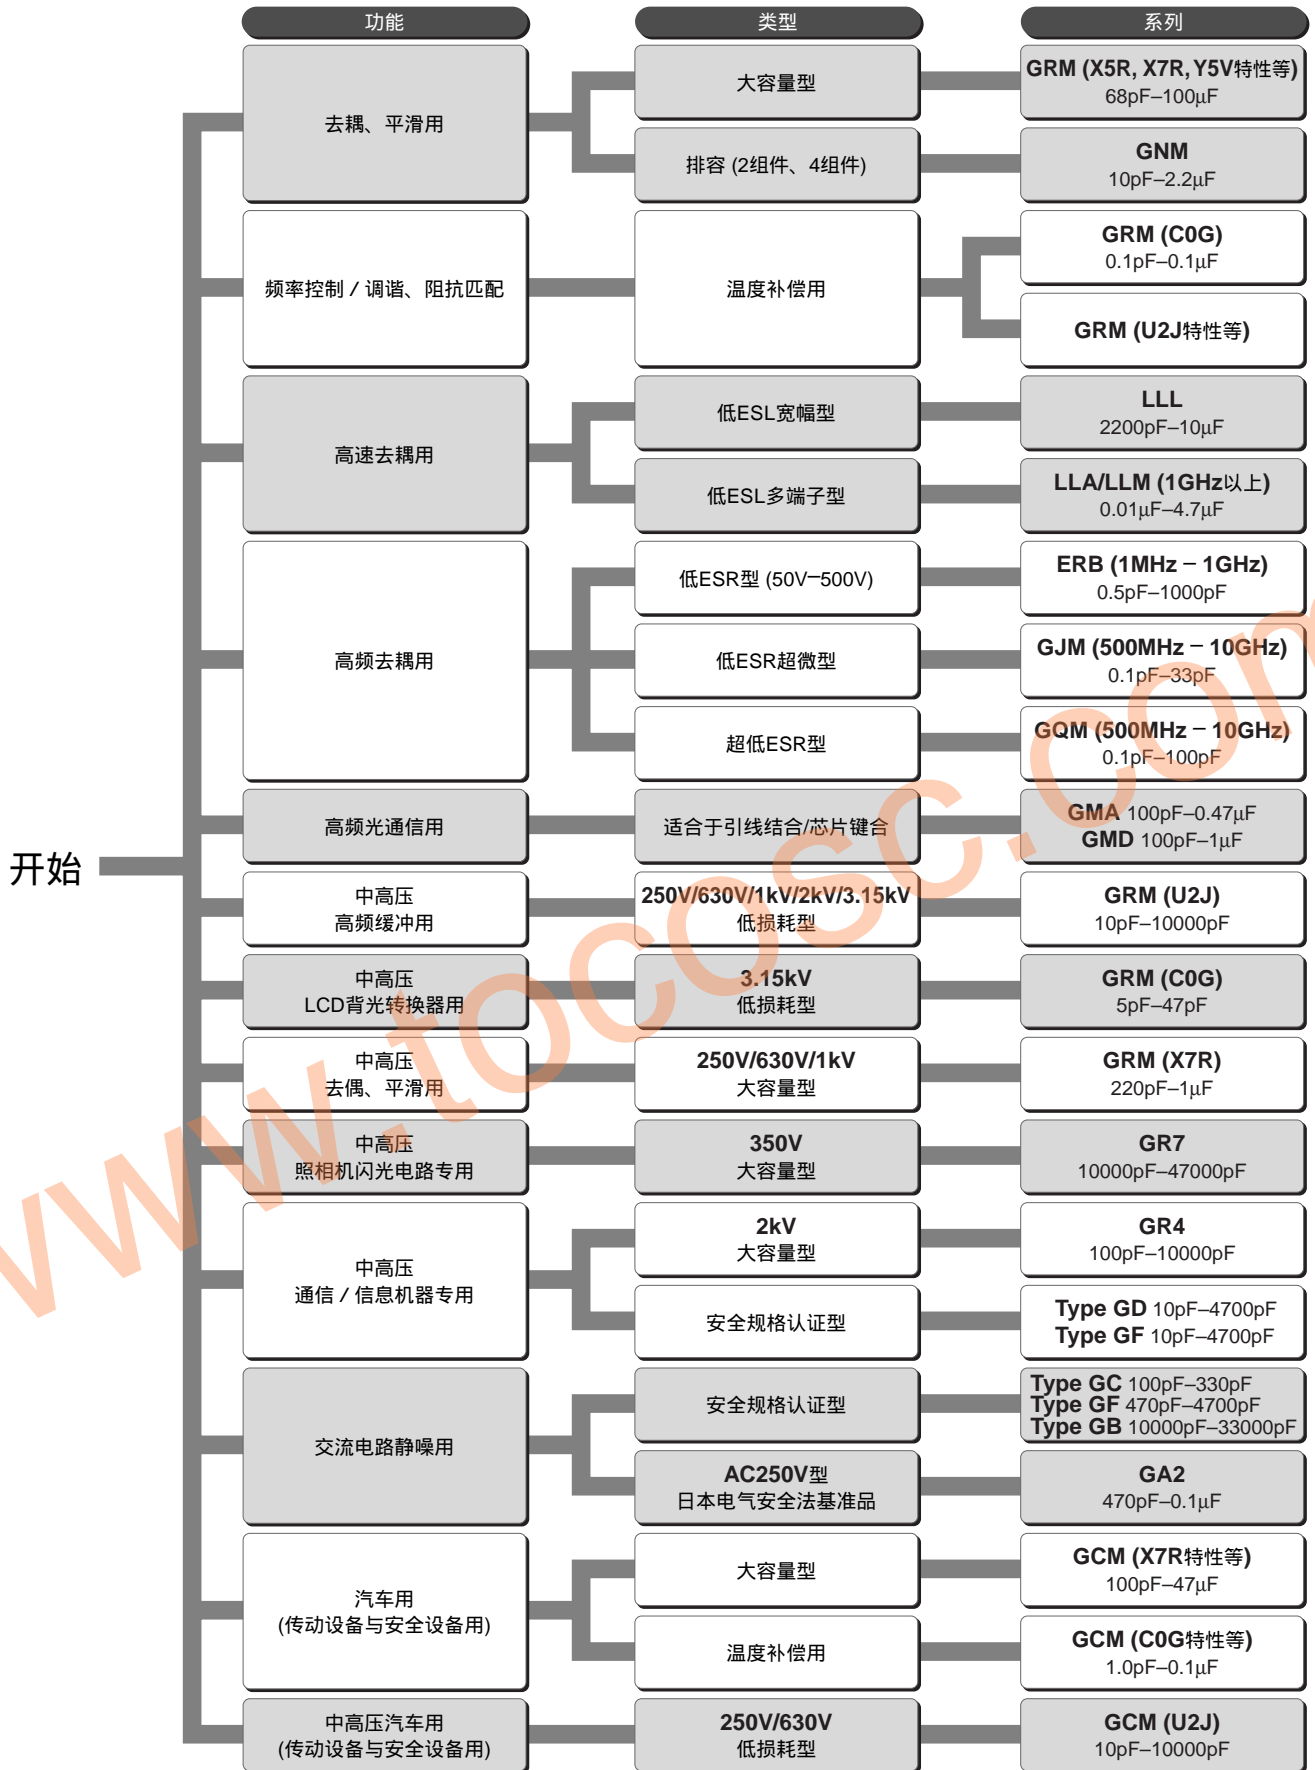 功能
类型
系列
去耦、平滑用
大容量型
GRM (X5R, X7R, Y5V特性等)
68pF–100μF
排容 (2组件、4组件)
GNM
10pF–2.2μF
频率控制 / 调谐、阻抗匹配
温度补偿用
GRM (C0G)
0.1pF–0.1μF
GRM (U2J特性等)
高速去耦用
低ESL宽幅型
LLL
2200pF–10μF
低ESL多端子型
LLA/LLM (1GHz以上)
0.01μF–4.7μF
高频去耦用
低ESR型 (50V–500V)
ERB (1MHz – 1GHz)
0.5pF–1000pF
低ESR超微型
GJM (500MHz – 10GHz)
0.1pF–33pF
超低ESR型
GQM (500MHz – 10GHz)
0.1pF–100pF
高频光通信用
适合于引线结合/芯片键合
GMA 100pF–0.47μF
GMD 100pF–1μF
开始
中高压
高频缓冲用
250V/630V/1kV/2kV/3.15kV
低损耗型
GRM (U2J)
10pF–10000pF
中高压
LCD背光转换器用
3.15kV
低损耗型
GRM (C0G)
5pF–47pF
中高压
去偶、平滑用
250V/630V/1kV
大容量型
GRM (X7R)
220pF–1μF
中高压
照相机闪光电路专用
350V
大容量型
GR7
10000pF–47000pF
中高压
通信 / 信息机器专用
2kV
大容量型
GR4
100pF–10000pF
安全规格认证型
Type GD 10pF–4700pF
Type GF 10pF–4700pF
交流电路静噪用
安全规格认证型
Type GC 100pF–330pF
Type GF 470pF–4700pF
Type GB 10000pF–33000pF
AC250V型
日本电气安全法基准品
GA2
470pF–0.1μF
汽车用
(传动设备与安全设备用)
大容量型
GCM (X7R特性等)
100pF–47μF
温度补偿用
GCM (C0G特性等)
1.0pF–0.1μF
中高压汽车用
(传动设备与安全设备用)
250V/630V
低损耗型
GCM (U2J)
10pF–10000pF
www.tocosc.com